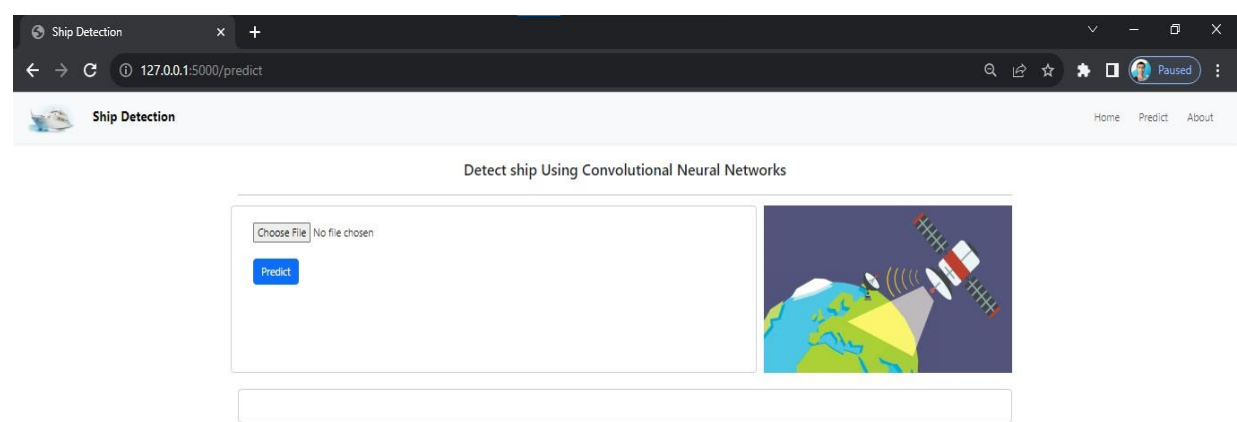 Ship Detection
127.0.0.1:5000/predict
Paused
Ship Detection
Home Predict About
Detect ship Using Convolutional Neural Networks
Choose File No file chosen
Predict